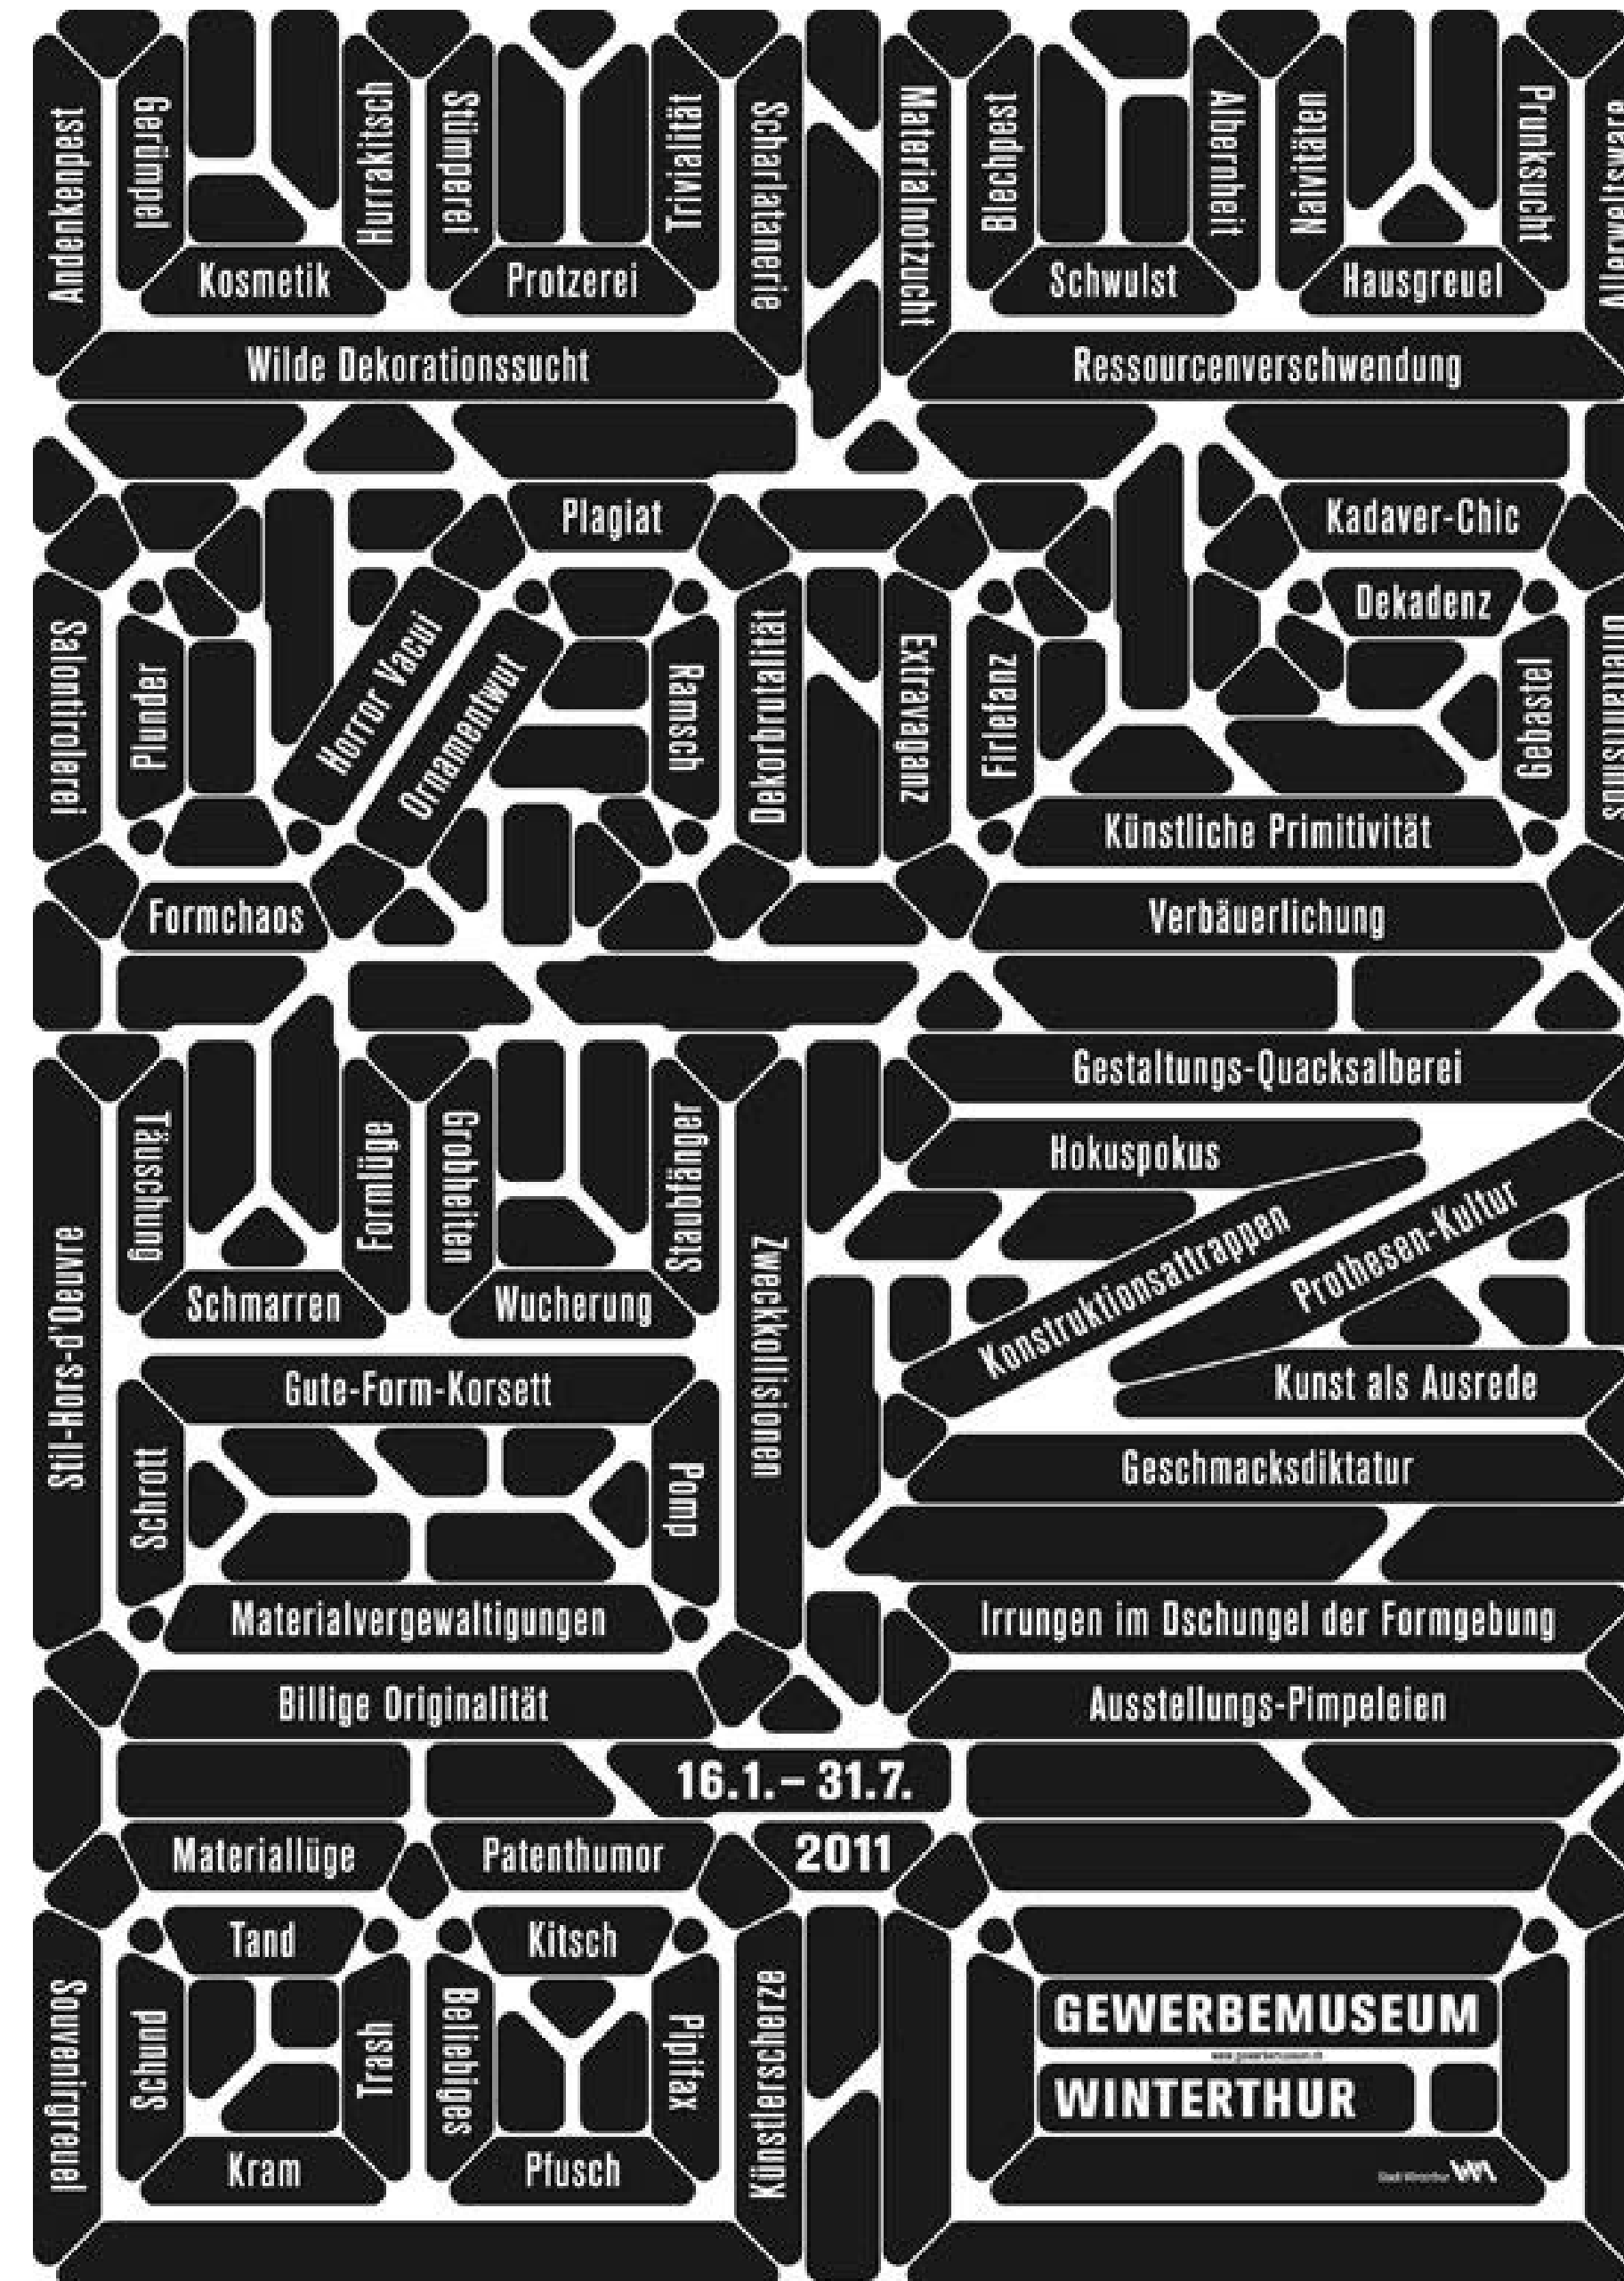 Andenkenpest
Gerümpel
Kosmetik
Hurrakitsch
Stümperei
Protzerei
Trivialität
Scharlatanerie
Wilde Dekorationssucht
Materialnotzucht
Blechpest
Schwulst
Albernheit
Naivitäten
Hausgreuel
Prunksucht
Ressourcenverschwendung
Salontirolerei
Plunder
Horror Vacui
Ornamentwut
Plagiat
Ramsch
Dekorbrutalität
Formchaos
Extravaganz
Firlefanz
Kadaver-Chic
Dekadenz
Gebastel
Künstliche Primitivität
Verbäuerlichung
Still-Hors-d'Oeuvre
Täuschung
Schmarren
Formlüge
Grobheiten
Wucherung
Staubfänger
Zweckkollisionen
Gute-Form-Korsett
Schrott
Pomp
Materialvergewaltigungen
Billige Originalität
Gestaltungs-Quacksalberei
Hokuspokus
Konstruktionsattrappen
Prothesen-Kultur
Kunst als Ausrede
Geschmacksdiktatur
Irrungen im Dschungel der Formgebung
Ausstellungs-Pimpeleien
16.1.– 31.7.
2011
Materiallüge
Patenthumor
Souvenirgreuel
Tand
Schund
Trash
Kram
Kitsch
Beliebiges
Pipifax
Pfusch
Künstlerscherze
GEWERBEMUSEUM
WINTERTHUR